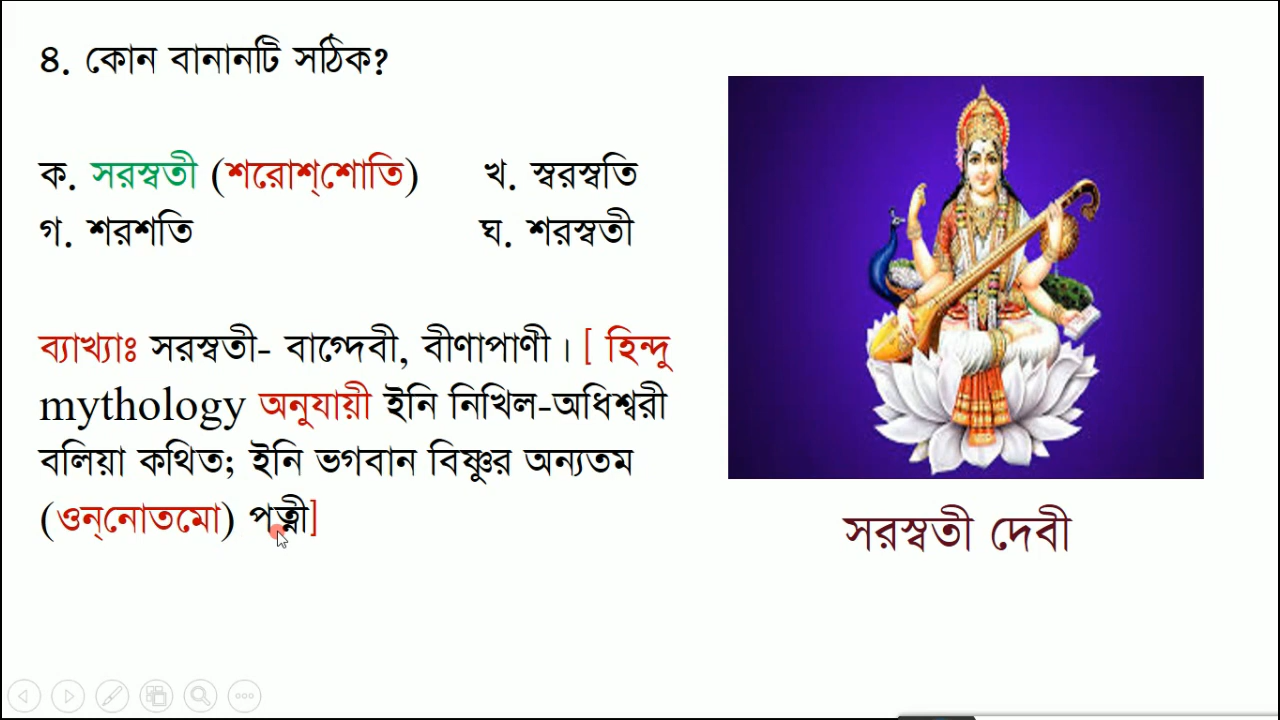 ৪. কোন বানানটি সঠিক?
ক. সরস্বতী (শরোশ্শোতি) খ. স্বরস্বতি
গ. শরশতি ঘ. শরস্বতী
ব্যাখ্যাঃ সরস্বতী- বাগ্দেবী, বীণাপাণী। [ হিন্দু
mythology অনুযায়ী ইনি নিখিল-অধিশ্বরী
বলিয়া কথিত; ইনি ভগবান বিষ্ণুর অন্যতম
(ওন্নোতমো) পত্নী]
সরস্বতী দেবী